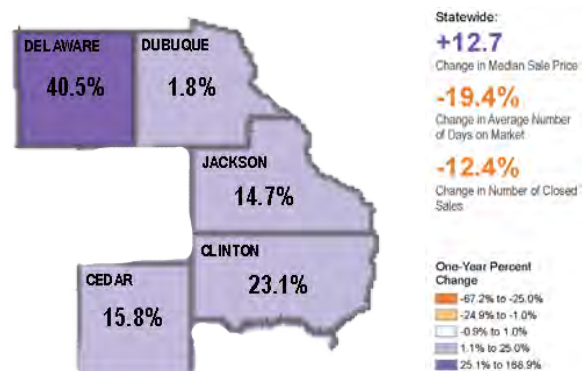 DELAWARE
40.5%
DUBUQUE
1.8%
JACKSON
14.7%
CLINTON
23.1%
CEDAR
15.8%
Statewide:
+12.7
Change in Median Sale Price
-19.4%
Change in Average Number
of Days on Market
-12.4%
Change in Number of Closed
Sales
One-Year Percent
Change
-67.2% to -25.0%
-24.9% to -1.0%
-0.9% to 1.0%
1.1% to 25.0%
25.1% to 168.9%